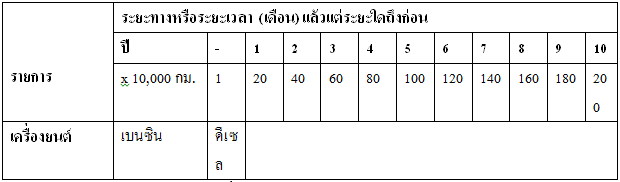 ระยะทางหรือระยะเวลา (เดือน) แล้วแต่ระยะใดถึงก่อน
ปี - 1 2 3 4 5 6 7 8 9 10
รายการ x 10,000 กม. 1 20 40 60 80 100 120 140 160 180 20
0
เครื่องยนต์ เบนซิน ดีเซ
ล